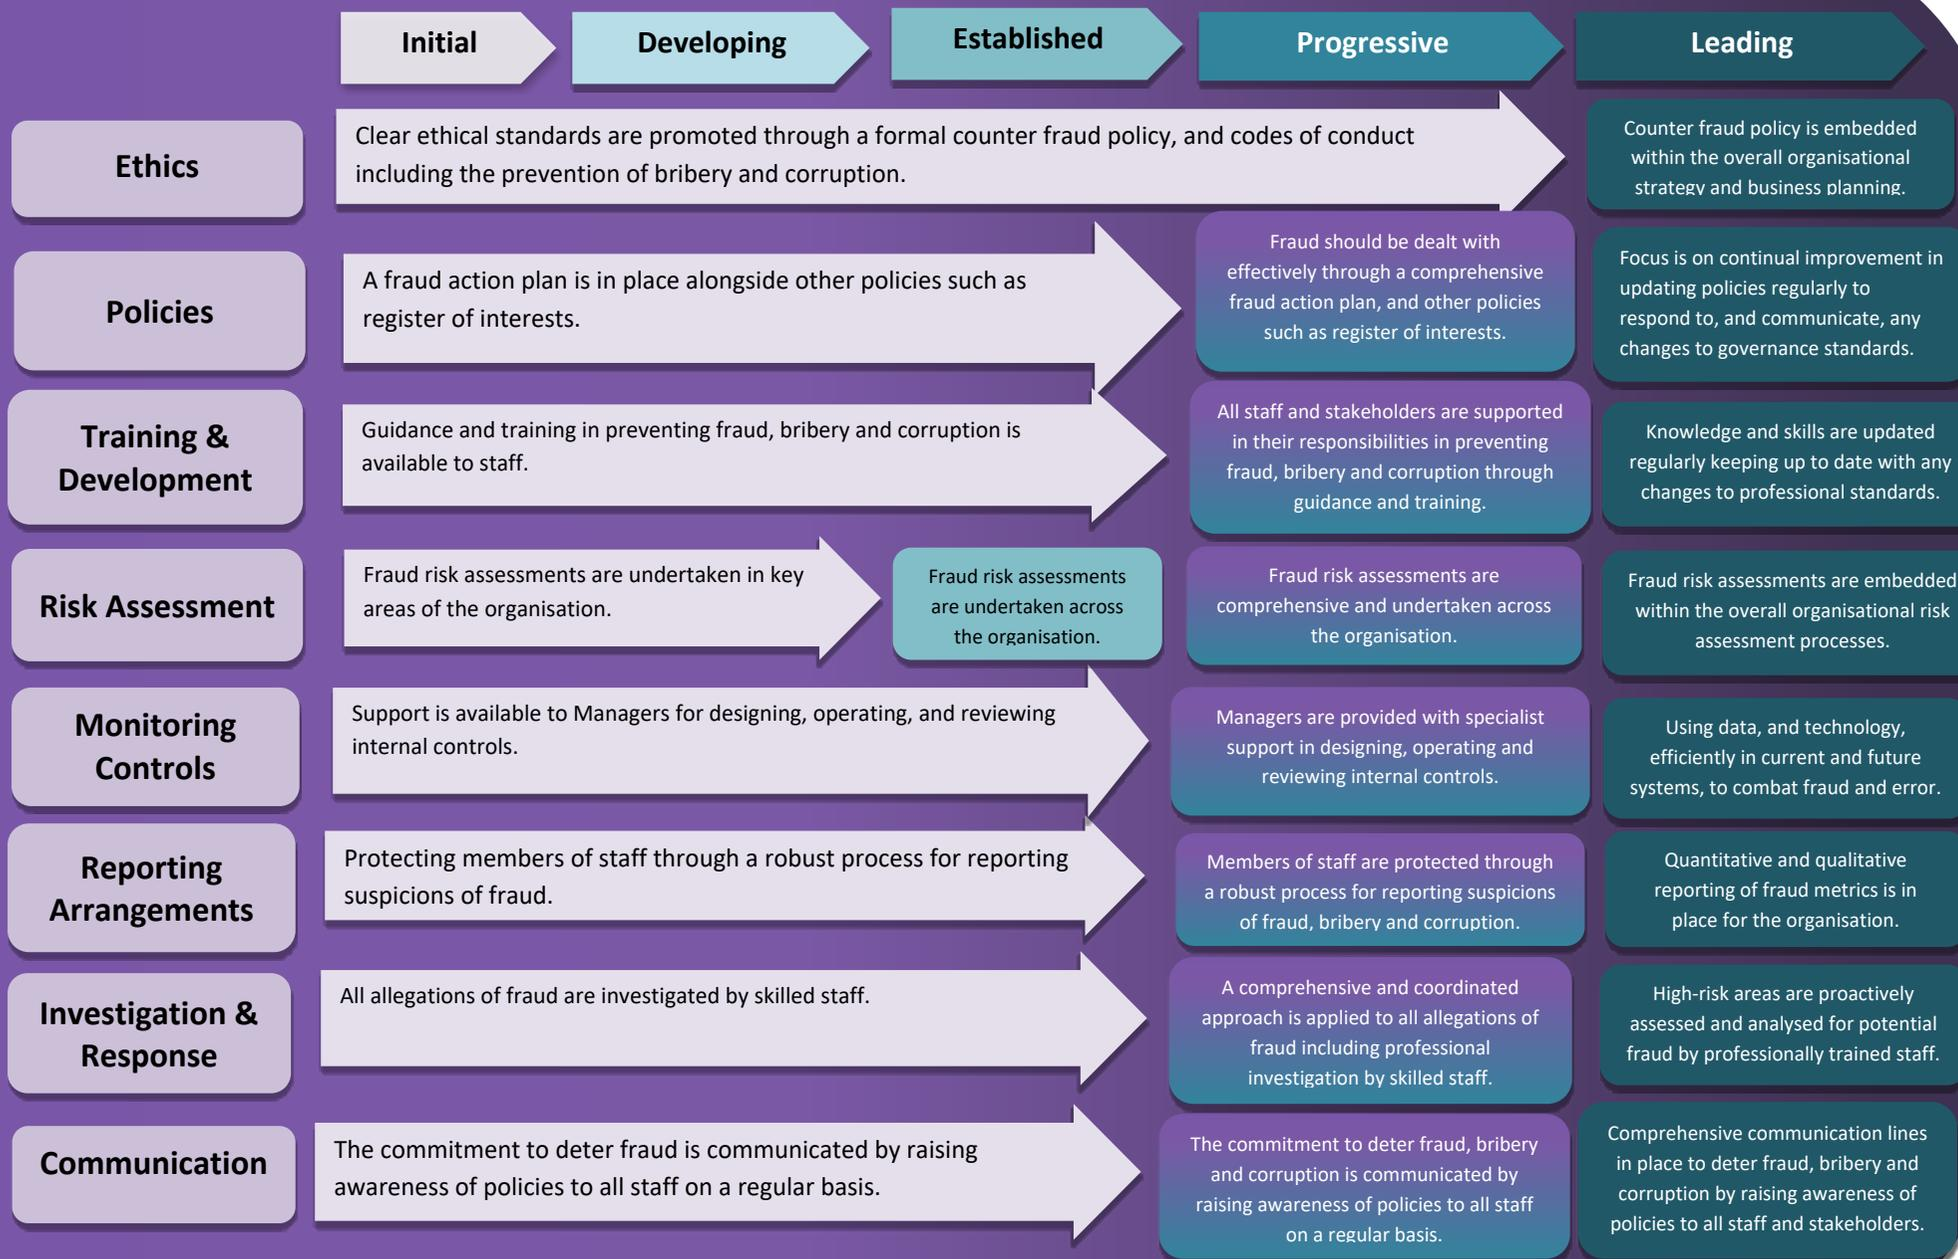 Initial
Developing
Established
Progressive
Leading
Ethics
Clear ethical standards are promoted through a formal counter fraud policy, and codes of conduct
including the prevention of bribery and corruption.
Counter fraud policy is embedded
within the overall organisational
strategy and business planning.
Policies
A fraud action plan is in place alongside other policies such as
register of interests.
Fraud should be dealt with
effectively through a comprehensive
fraud action plan, and other policies
such as register of interests.
Focus is on continual improvement in
updating policies regularly to
respond to, and communicate, any
changes to governance standards.
Training &
Development
Guidance and training in preventing fraud, bribery and corruption is
available to staff.
All staff and stakeholders are supported
in their responsibilities in preventing
fraud, bribery and corruption through
guidance and training.
Knowledge and skills are updated
regularly keeping up to date with any
changes to professional standards.
Risk Assessment
Fraud risk assessments are undertaken in key
areas of the organisation.
Fraud risk assessments
are undertaken across
the organisation.
Fraud risk assessments are
comprehensive and undertaken across
the organisation.
Fraud risk assessments are embedded
within the overall organisational risk
assessment processes.
Monitoring
Controls
Support is available to Managers for designing, operating, and reviewing
internal controls.
Managers are provided with specialist
support in designing, operating and
reviewing internal controls.
Using data, and technology,
efficiently in current and future
systems, to combat fraud and error.
Reporting
Arrangements
Protecting members of staff through a robust process for reporting
suspicions of fraud.
Members of staff are protected through
a robust process for reporting suspicions
of fraud, bribery and corruption.
Quantitative and qualitative
reporting of fraud metrics is in
place for the organisation.
Investigation &
Response
All allegations of fraud are investigated by skilled staff.
A comprehensive and coordinated
approach is applied to all allegations of
fraud including professional
investigation by skilled staff.
High-risk areas are proactively
assessed and analysed for potential
fraud by professionally trained staff.
Communication
The commitment to deter fraud is communicated by raising
awareness of policies to all staff on a regular basis.
The commitment to deter fraud, bribery
and corruption is communicated by
raising awareness of policies to all staff
on a regular basis.
Comprehensive communication lines
in place to deter fraud, bribery and
corruption by raising awareness of
policies to all staff and stakeholders.